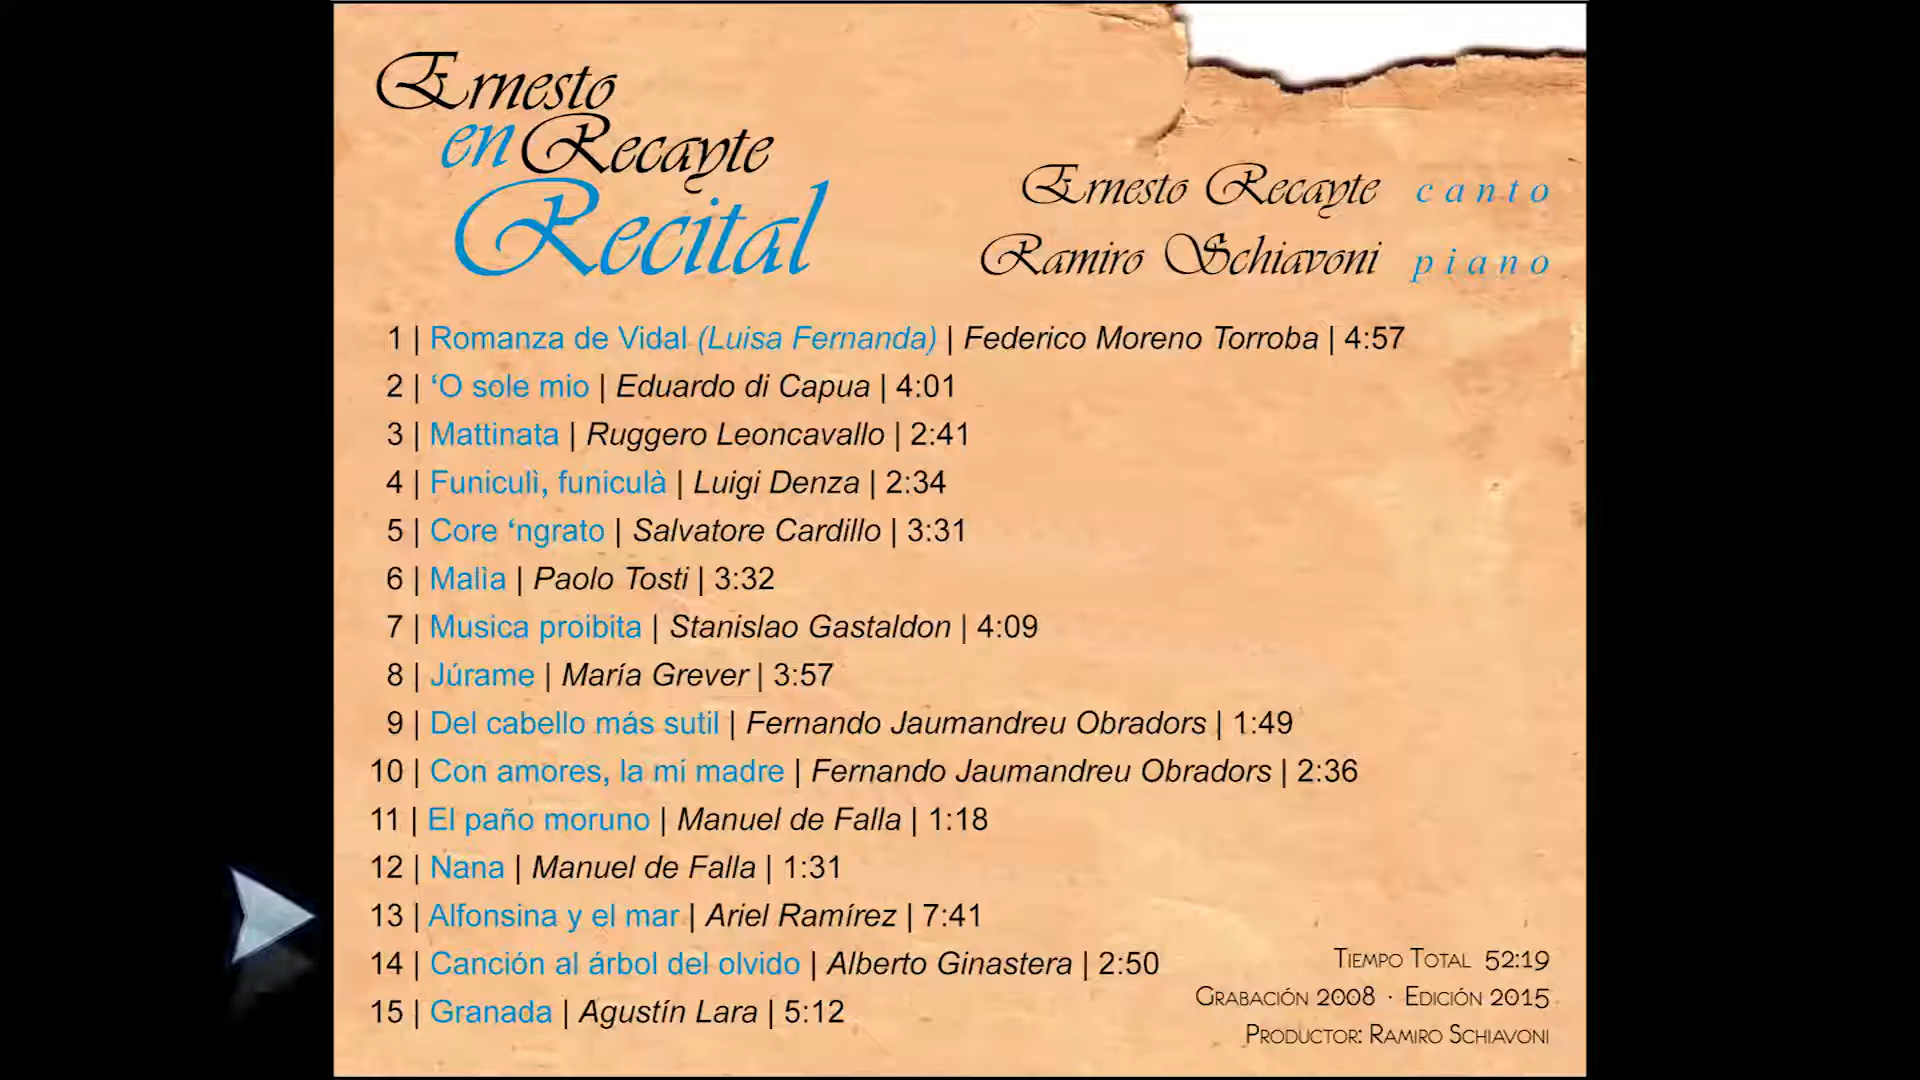 Ernesto
en Recayte
Recital
Ernesto Recayte canto
Ramiro Schiavoni piano
1 | Romanza de Vidal (Luisa Fernanda) | Federico Moreno Torroba | 4:57
2 | ‘O sole mio | Eduardo di Capua | 4:01
3 | Mattinata | Ruggero Leoncavallo | 2:41
4 | Funiculì, funiculà | Luigi Denza | 2:34
5 | Core ‘ngrato | Salvatore Cardillo | 3:31
6 | Malìa | Paolo Tosti | 3:32
7 | Musica proibita | Stanislao Gastaldon | 4:09
8 | Júrame | María Grever | 3:57
9 | Del cabello más sutil | Fernando Jaumandreu Obradors | 1:49
10 | Con amores, la mi madre | Fernando Jaumandreu Obradors | 2:36
11 | El paño moruno | Manuel de Falla | 1:18
12 | Nana | Manuel de Falla | 1:31
13 | Alfonsina y el mar | Ariel Ramírez | 7:41
14 | Canción al árbol del olvido | Alberto Ginastera | 2:50
15 | Granada | Agustín Lara | 5:12
Tiempo Total 52:19
Grabación 2008 · Edición 2015
Productor: Ramiro Schiavoni